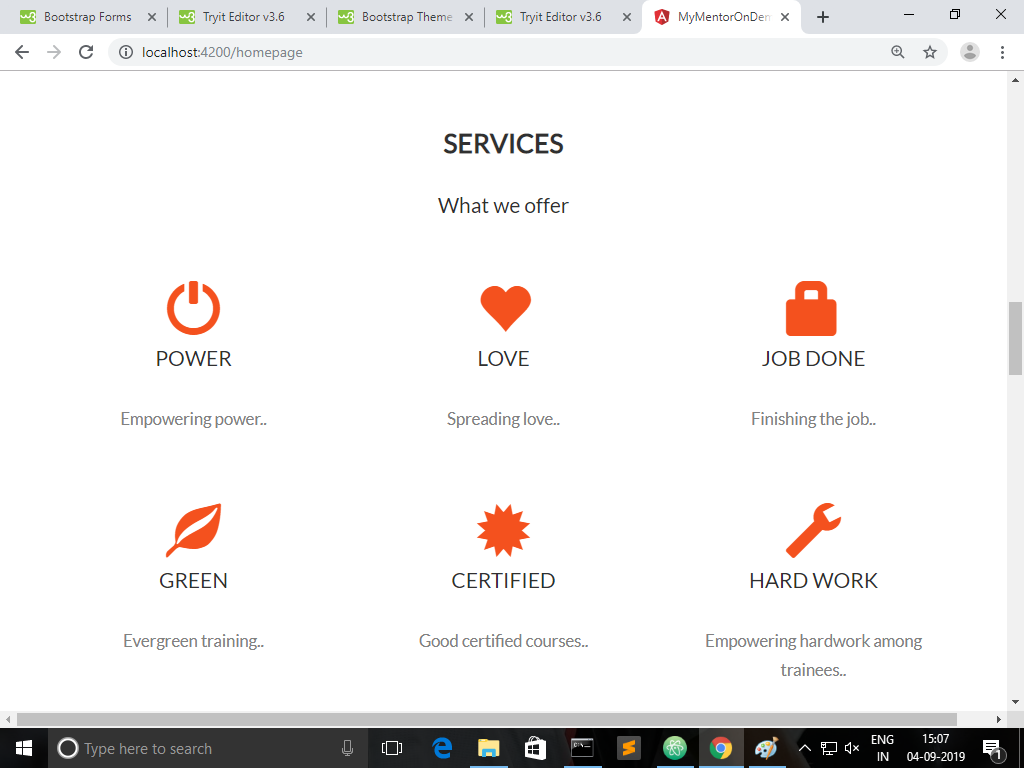 Bootstrap Forms
Tryit Editor v3.6
Bootstrap Theme
Tryit Editor v3.6
MyMentorOnDen
localhost:4200/homepage
SERVICES
What we offer
POWER
LOVE
JOB DONE
Empowering power..
Spreading love..
Finishing the job..
GREEN
CERTIFIED
HARD WORK
Evergreen training..
Good certified courses..
Empowering hardwork among
trainees..
Type here to search
ENG
IN
15:07
04-09-2019
1